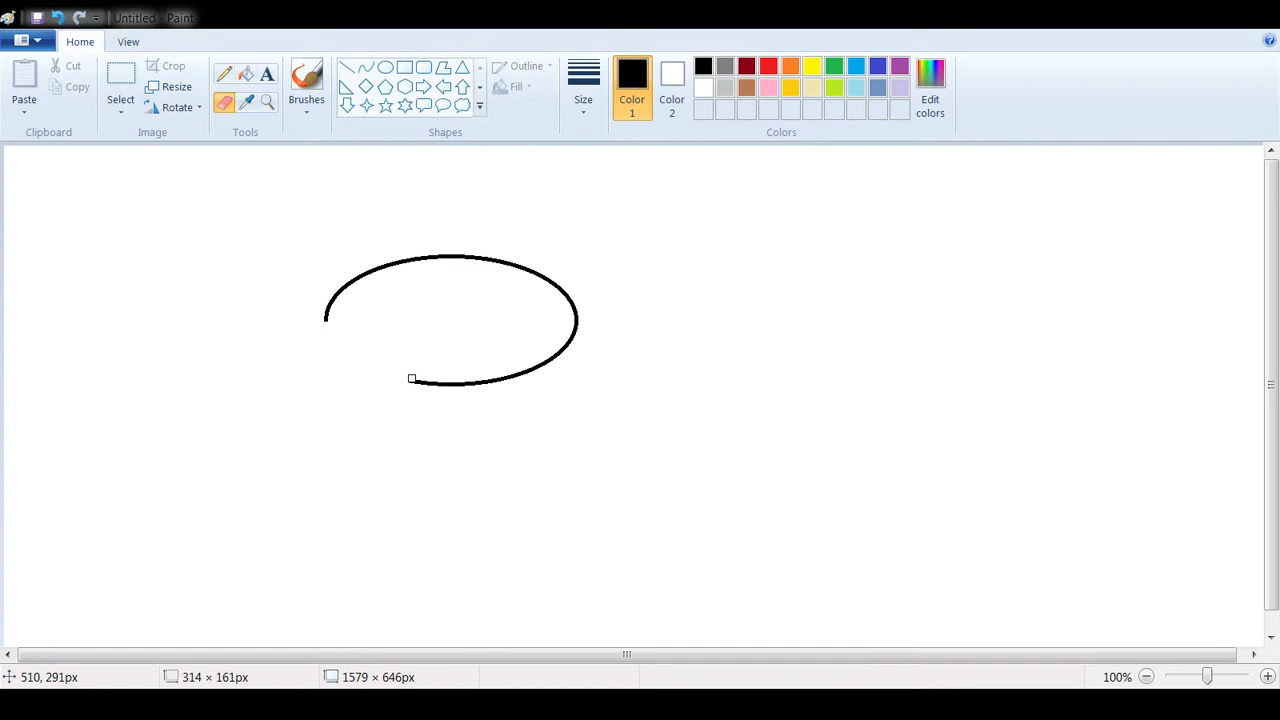 Untitled - Paint
Home View
Paste
Cut
Copy
Clipboard
Select
Crop
Resize
Rotate
Image
A
Tools
Brushes
Outline
Fill
Shapes
Size
Color 1
Color 2
Edit colors
Colors
510, 291px 314 × 161px 1579 × 646px 100%